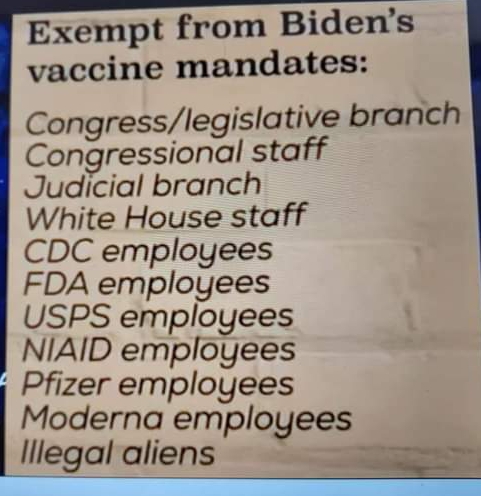 Exempt from Biden's
vaccine mandates:
Congress/legislative branch
Congressional staff
Judicial branch
White House staff
CDC employees
FDA employees
USPS employees
NIAID employees
Pfizer employees
Moderna employees
Illegal aliens